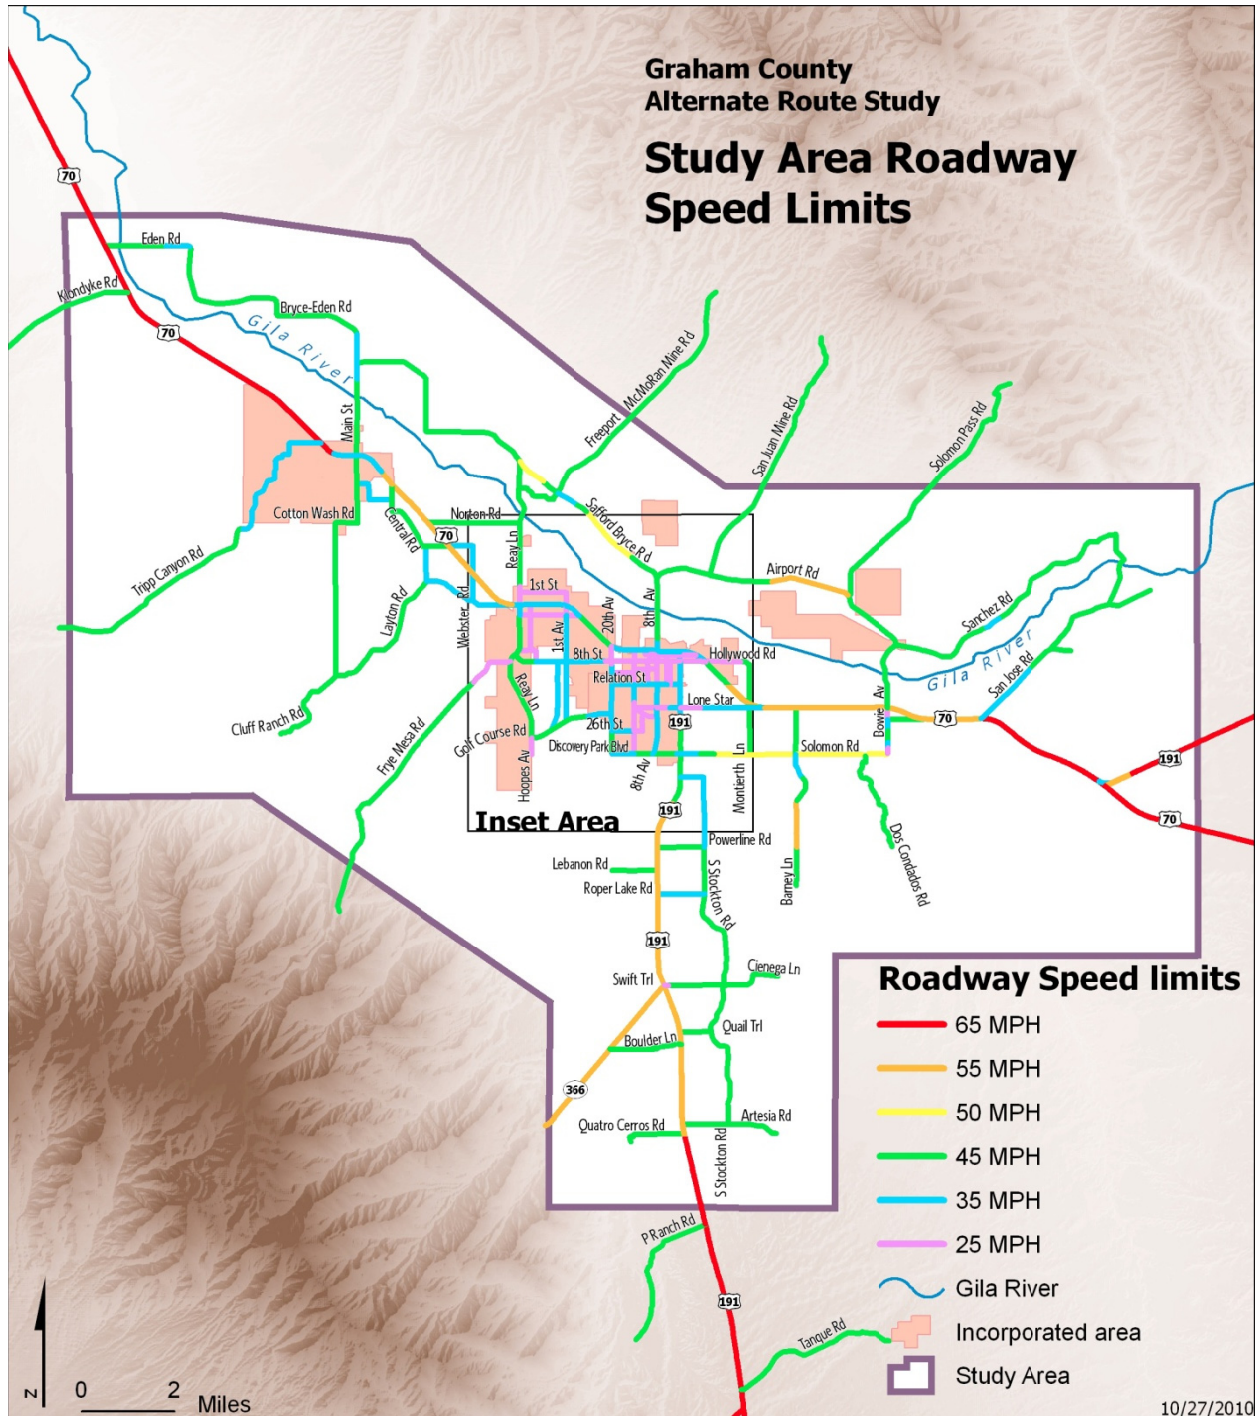 Graham County
Alternate Route Study
Study Area Roadway
Speed Limits
70
Eden Rd
Klondyke Rd
Bryce-Eden Rd
70
Gila River
Freeport McMoRan Mine Rd
San Juan Mine Rd
Solomon Pass Rd
Main St
Cotton Wash Rd
Central Rd
Norton Rd
70
Reay Ln
Safford Bryce Rd
Airport Rd
Tripp Canyon Rd
Layton Rd
Webster Rd
1st St
1st Av
20th Av
8th Av
Sanchez Rd
Gila River
San Jose Rd
8th St
Hollywood Rd
Relation St
Reay Ln
Lone Star
Bowie Av
70
Cluff Ranch Rd
Frye Mesa Rd
Golf Course Rd
26th St
191
Discovery Park Blvd
Solomon Rd
Hoopes Av
8th Av
Montierth Ln
191
70
Inset Area
191
Powerline Rd
Lebanon Rd
Roper Lake Rd
S Stockton Rd
Barney Ln
Dos Condados Rd
191
Swift Trl
Cienega Ln
Quail Trl
Boulder Ln
366
Quatro Cerros Rd
Artesia Rd
S Stockton Rd
P Ranch Rd
191
Tanque Rd
Roadway Speed limits
65 MPH
55 MPH
50 MPH
45 MPH
35 MPH
25 MPH
Gila River
Incorporated area
Study Area
N
0 2
Miles
10/27/2010